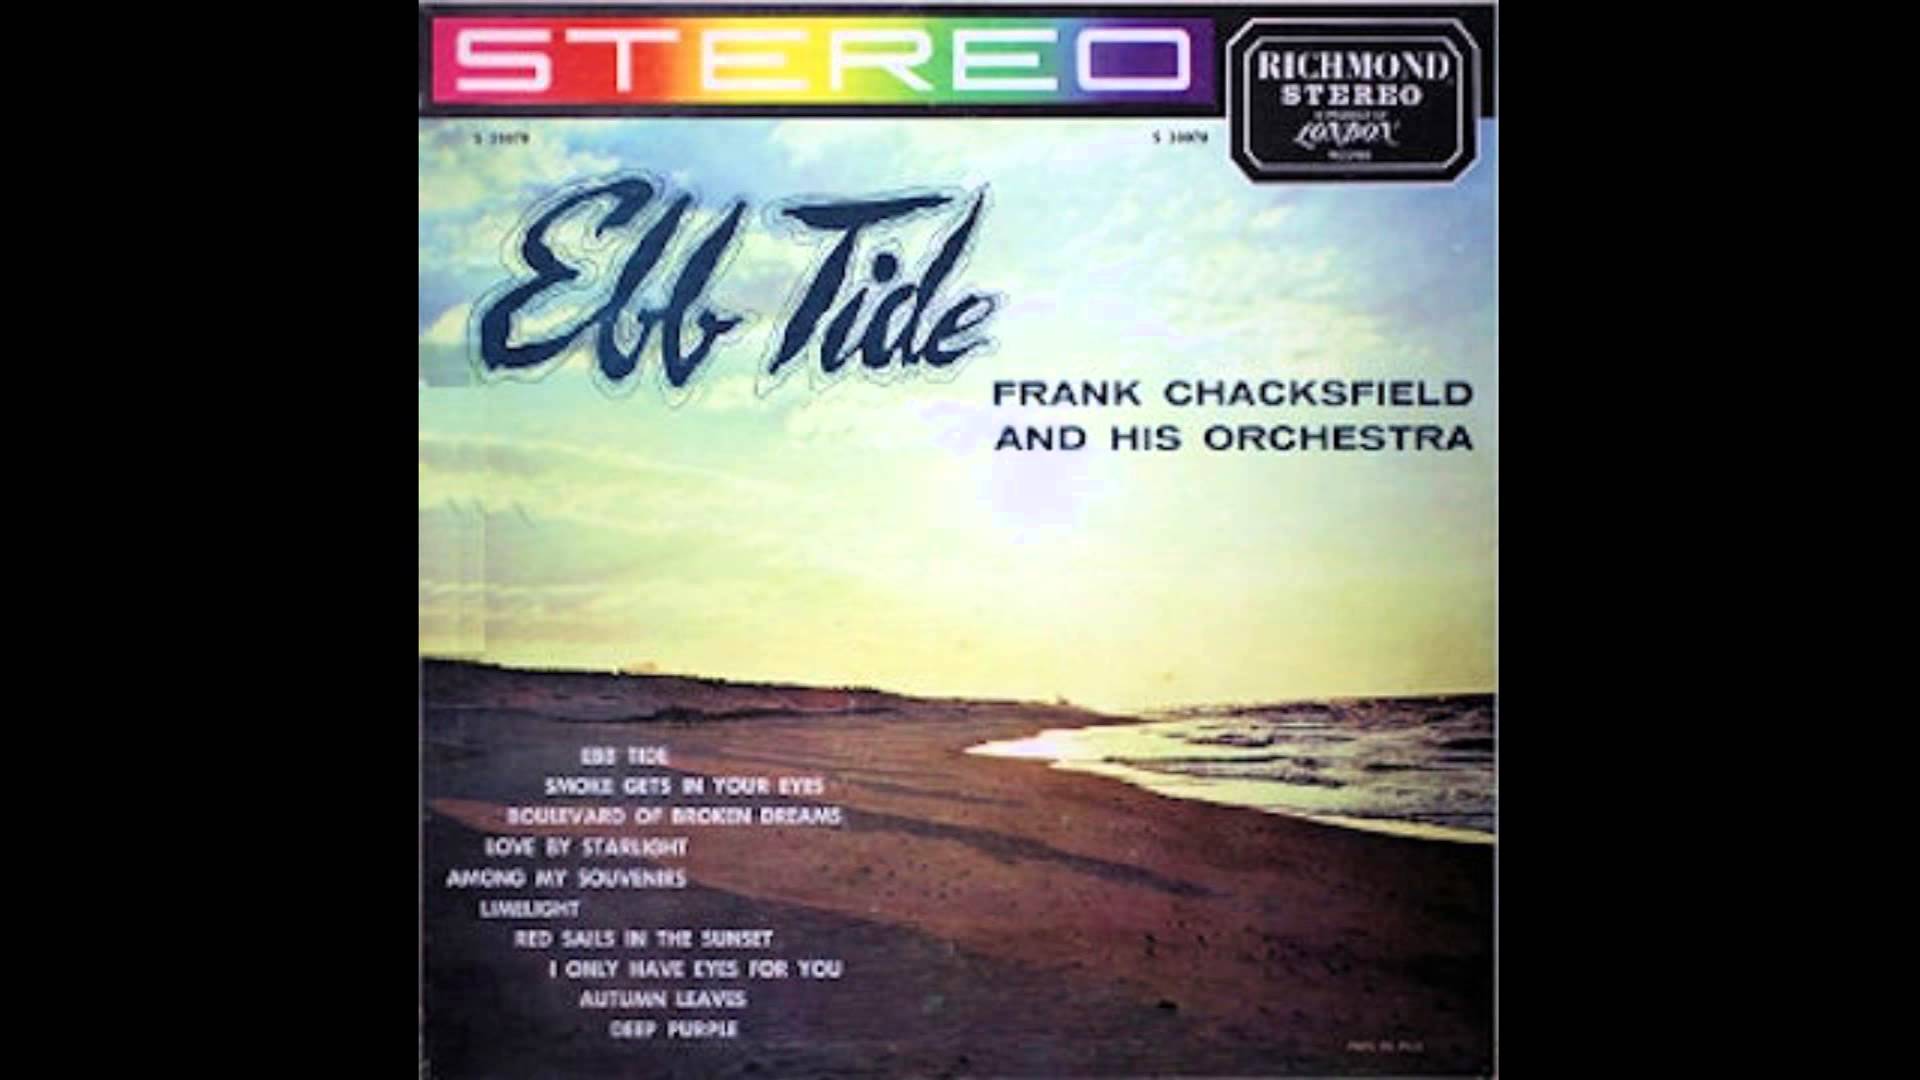 STEREO
RICHMOND
STEREO
LONDON
Ebb Tide
FRANK CHACKSFIELD
AND HIS ORCHESTRA
EBB TIDE
SMOKE GETS IN YOUR EYES
BOULEVARD OF BROKEN DREAMS
LOVE BY STARLIGHT
AMONG MY SOUVENIRS
LIMELIGHT
RED SAILS IN THE SUNSET
I ONLY HAVE EYES FOR YOU
AUTUMN LEAVES
DEEP PURPLE